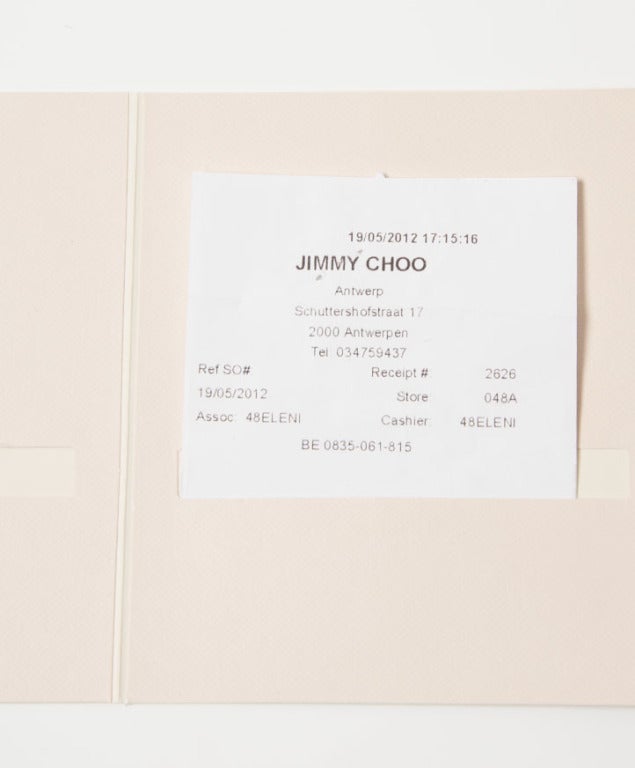 19/05/2012 17:15:16
JIMMY CHOO
Antwerp
Schuttershofstraat 17
2000 Antwerpen
Tel 034759437
Ref SO# Receipt # 2626
19/05/2012 Store 048A
Assoc: 48ELENI Cashier: 48ELENI
BE 0835-061-815